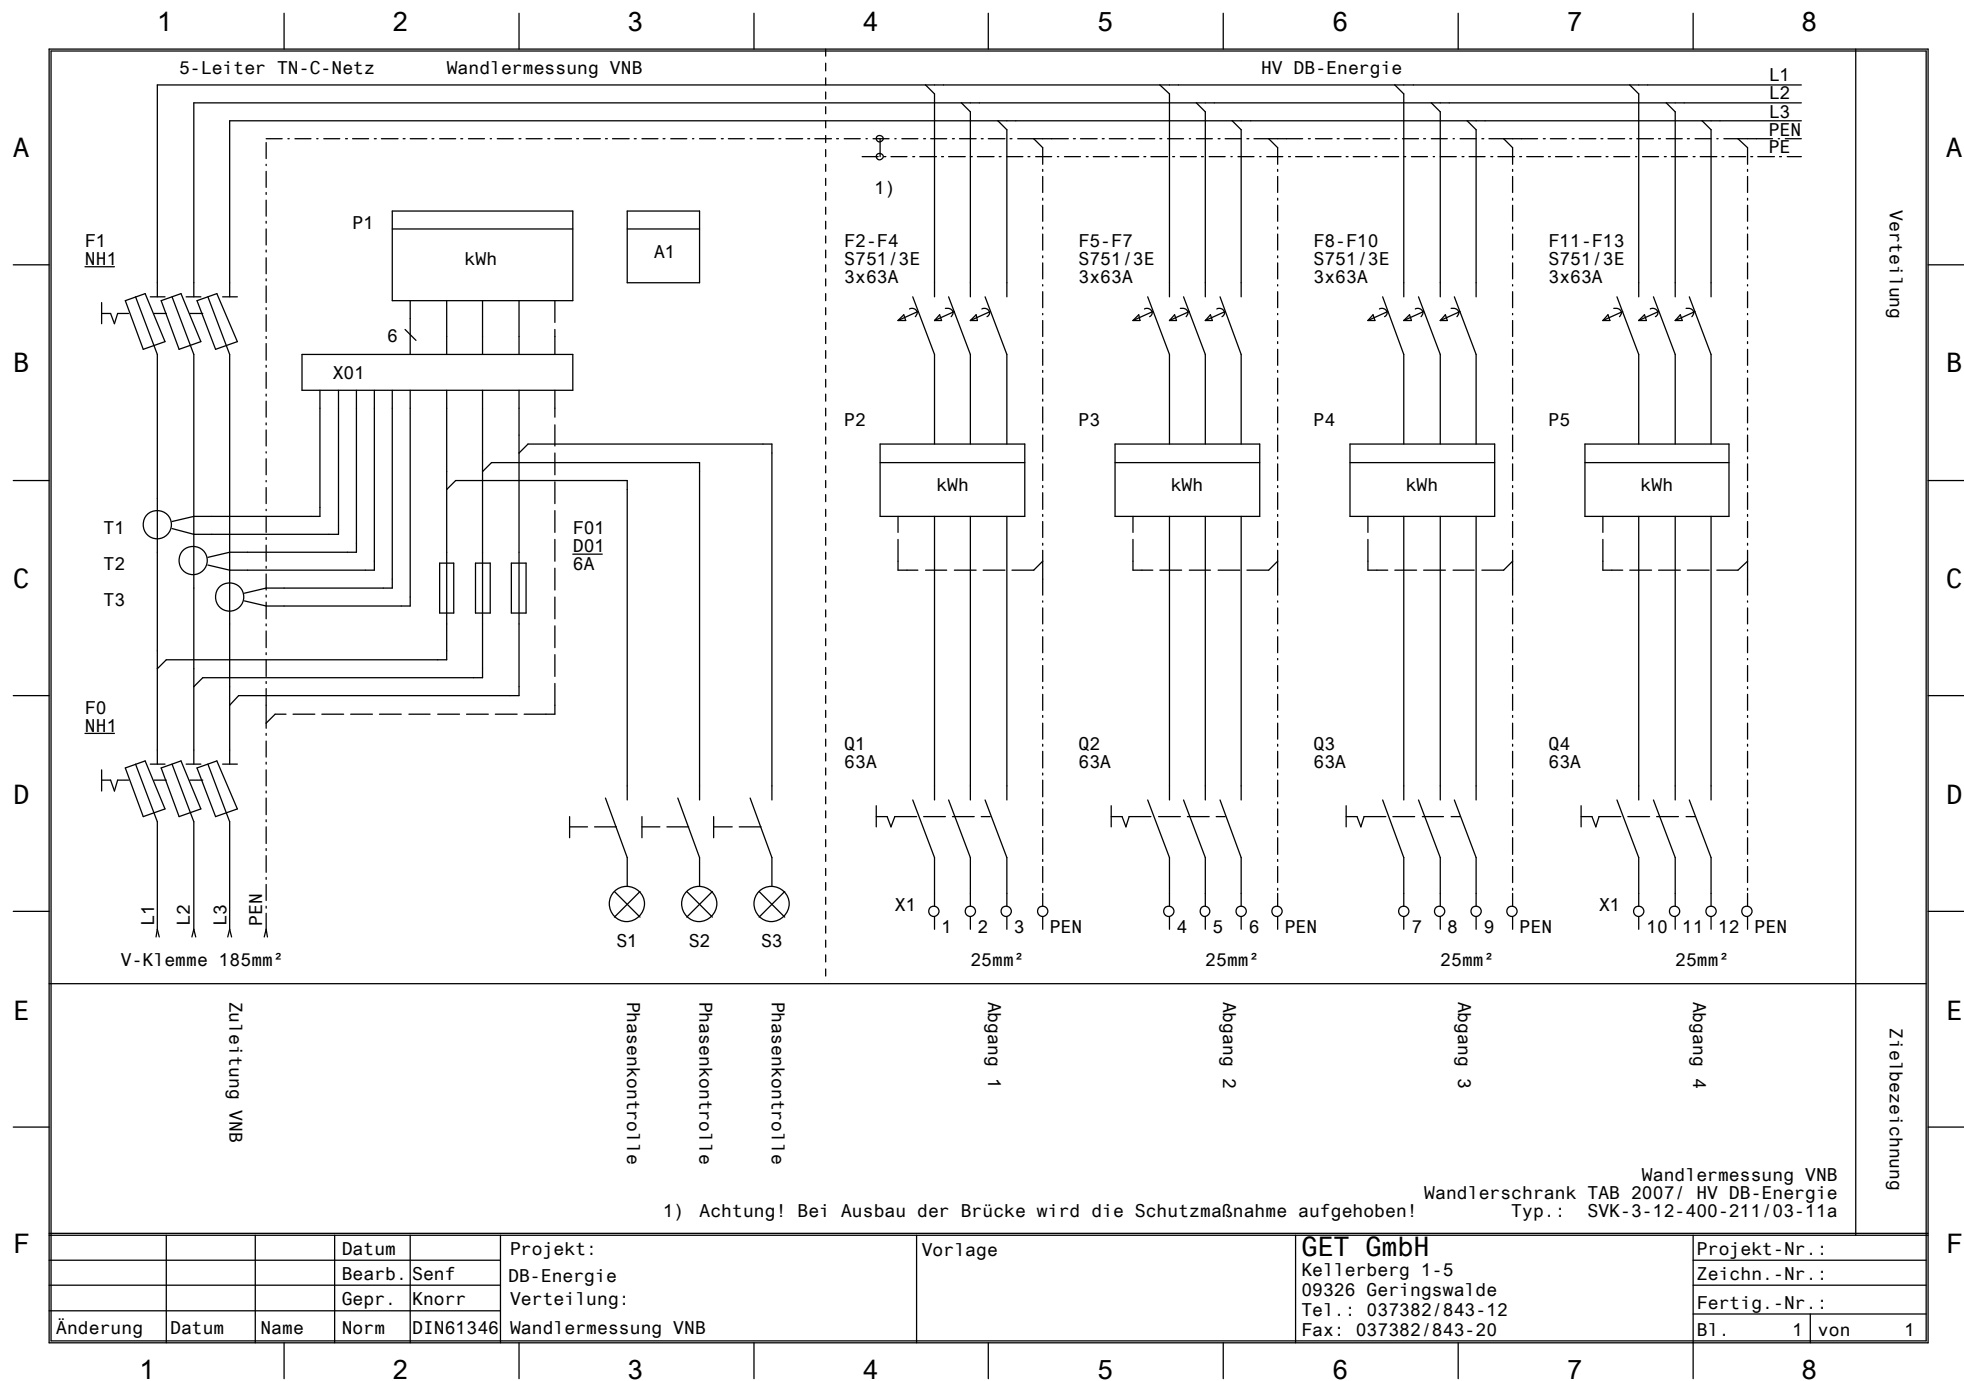 1 2 3 4 5 6 7 8
5-Leiter TN-C-Netz Wandlermessung VNB HV DB-Energie
L1
L2
L3
PEN
PE
A A
1)
Verteilung
F1
NH1
P1
kWh
A1
F2-F4
S751/3E
3x63A
F5-F7
S751/3E
3x63A
F8-F10
S751/3E
3x63A
F11-F13
S751/3E
3x63A
6
X01
B B
P2
kWh
P3
kWh
P4
kWh
P5
kWh
T1
T2
T3
F01
D01
6A
C C
F0
NH1
Q1
63A
Q2
63A
Q3
63A
Q4
63A
D D
L1
L2
L3
PEN
V-Klemme 185mm²
S1 S2 S3
X1 1 2 3 PEN
25mm²
4 5 6 PEN
25mm²
7 8 9 PEN
25mm²
X1 10 11 12 PEN
25mm²
E E
Zuleitung VNB
Phasenkontrolle
Phasenkontrolle
Phasenkontrolle
Abgang 1
Abgang 2
Abgang 3
Abgang 4
Zielbezeichnung
Wandlermessung VNB
Wandlerschrank TAB 2007/ HV DB-Energie
1) Achtung! Bei Ausbau der Brücke wird die Schutzmaßnahme aufgehoben! Typ.: SVK-3-12-400-211/03-11a
F F
Datum
Bearb. Senf
Gepr. Knorr
Änderung Datum Name Norm DIN61346
Projekt:
DB-Energie
Verteilung:
Wandlermessung VNB
Vorlage
GET GmbH
Kellerberg 1-5
09326 Geringswalde
Tel.: 037382/843-12
Fax: 037382/843-20
Projekt-Nr.:
Zeichn.-Nr.:
Fertig.-Nr.:
Bl. 1 von 1
1 2 3 4 5 6 7 8